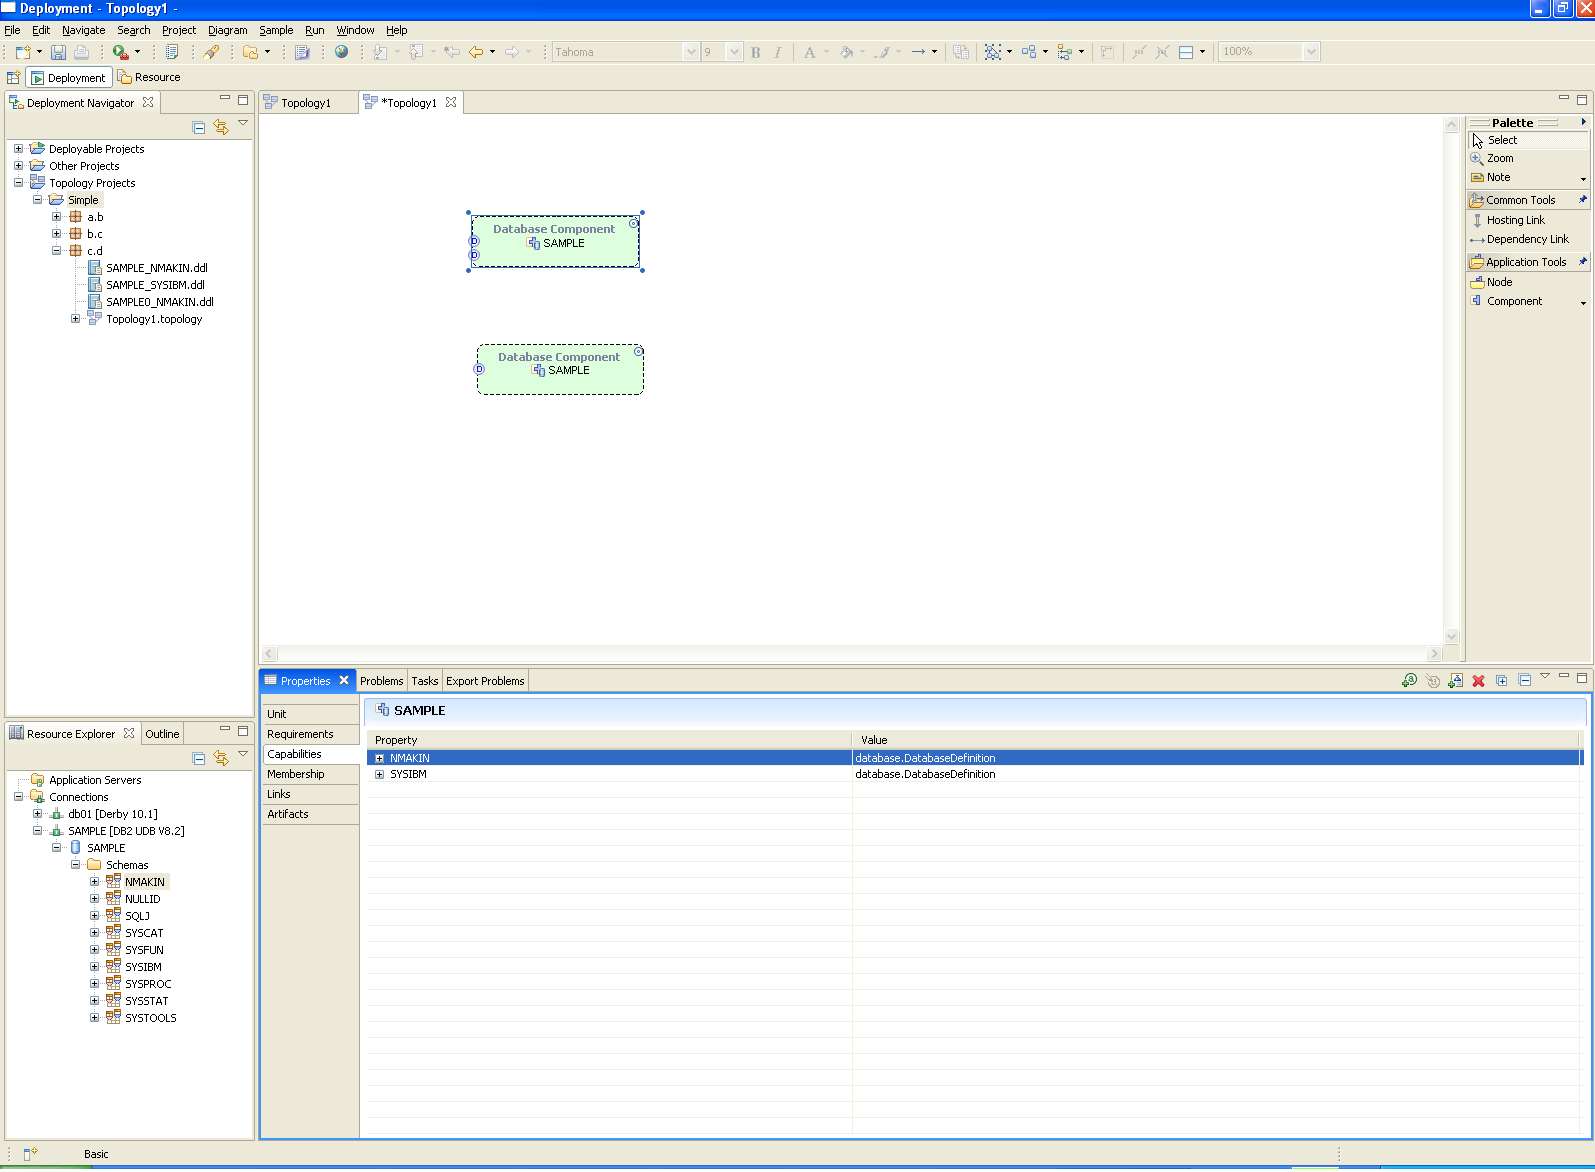 Deployment - Topology1 -
File Edit Navigate Search Project Diagram Sample Run Window Help
Tahoma 9 B I A 100%
Deployment Resource
Deployment Navigator
Deployable Projects
Other Projects
Topology Projects
Simple
a.b
b.c
c.d
SAMPLE_NMAKIN.ddl
SAMPLE_SYSIBM.ddl
SAMPLE0_NMAKIN.ddl
Topology1.topology
Topology1 *Topology1
Database Component
D SAMPLE
D
Database Component
D SAMPLE
Palette
Select
Zoom
Note
Common Tools
Hosting Link
Dependency Link
Application Tools
Node
Component
Resource Explorer Outline
Application Servers
Connections
db01 [Derby 10.1]
SAMPLE [DB2 UDB V8.2]
SAMPLE
Schemas
NMAKIN
NULLID
SQLJ
SYSCAT
SYSFUN
SYSIBM
SYSPROC
SYSSTAT
SYSTOOLS
Properties Problems Tasks Export Problems
Unit
Requirements
Capabilities
Membership
Links
Artifacts
SAMPLE
Property Value
NMAKIN database.DatabaseDefinition
SYSIBM database.DatabaseDefinition
Basic